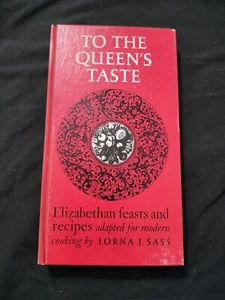 TO THE
QUEEN'S
TASTE
Elizabethan feasts and
recipes adapted for modern
cooking by LORNA J. SASS